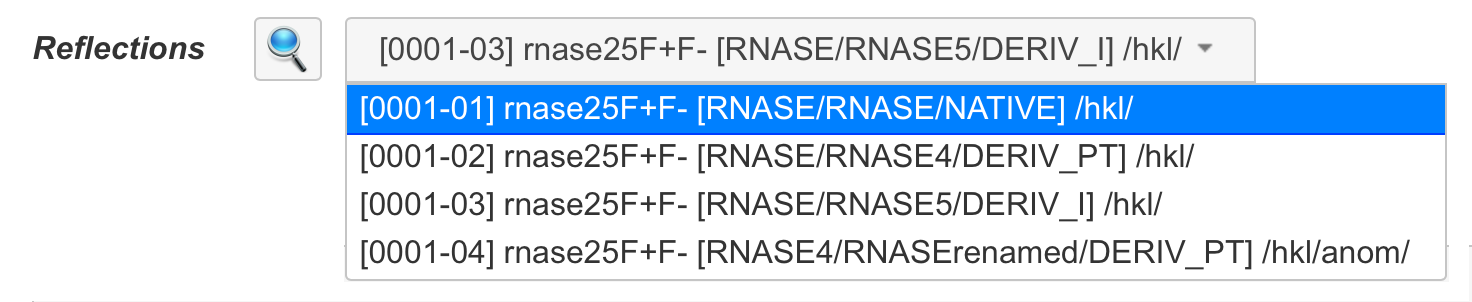 Reflections [0001-03] rnase25F+F- [RNASE/RNASE5/DERIV_I] /hkl/
[0001-01] rnase25F+F- [RNASE/RNASE/NATIVE] /hkl/
[0001-02] rnase25F+F- [RNASE/RNASE4/DERIV_PT] /hkl/
[0001-03] rnase25F+F- [RNASE/RNASE5/DERIV_I] /hkl/
[0001-04] rnase25F+F- [RNASE4/RNASErenamed/DERIV_PT] /hkl/anom/